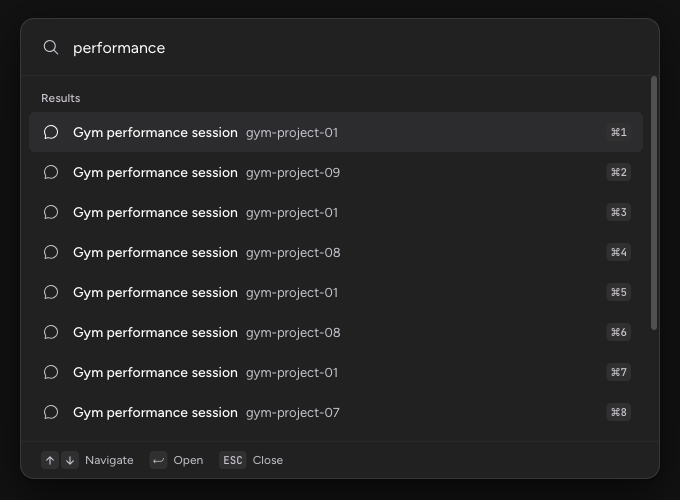 performance
Results
Gym performance session gym-project-01 ⌘1
Gym performance session gym-project-09 ⌘2
Gym performance session gym-project-01 ⌘3
Gym performance session gym-project-08 ⌘4
Gym performance session gym-project-01 ⌘5
Gym performance session gym-project-08 ⌘6
Gym performance session gym-project-01 ⌘7
Gym performance session gym-project-07 ⌘8
↑ ↓ Navigate ↵ Open ESC Close